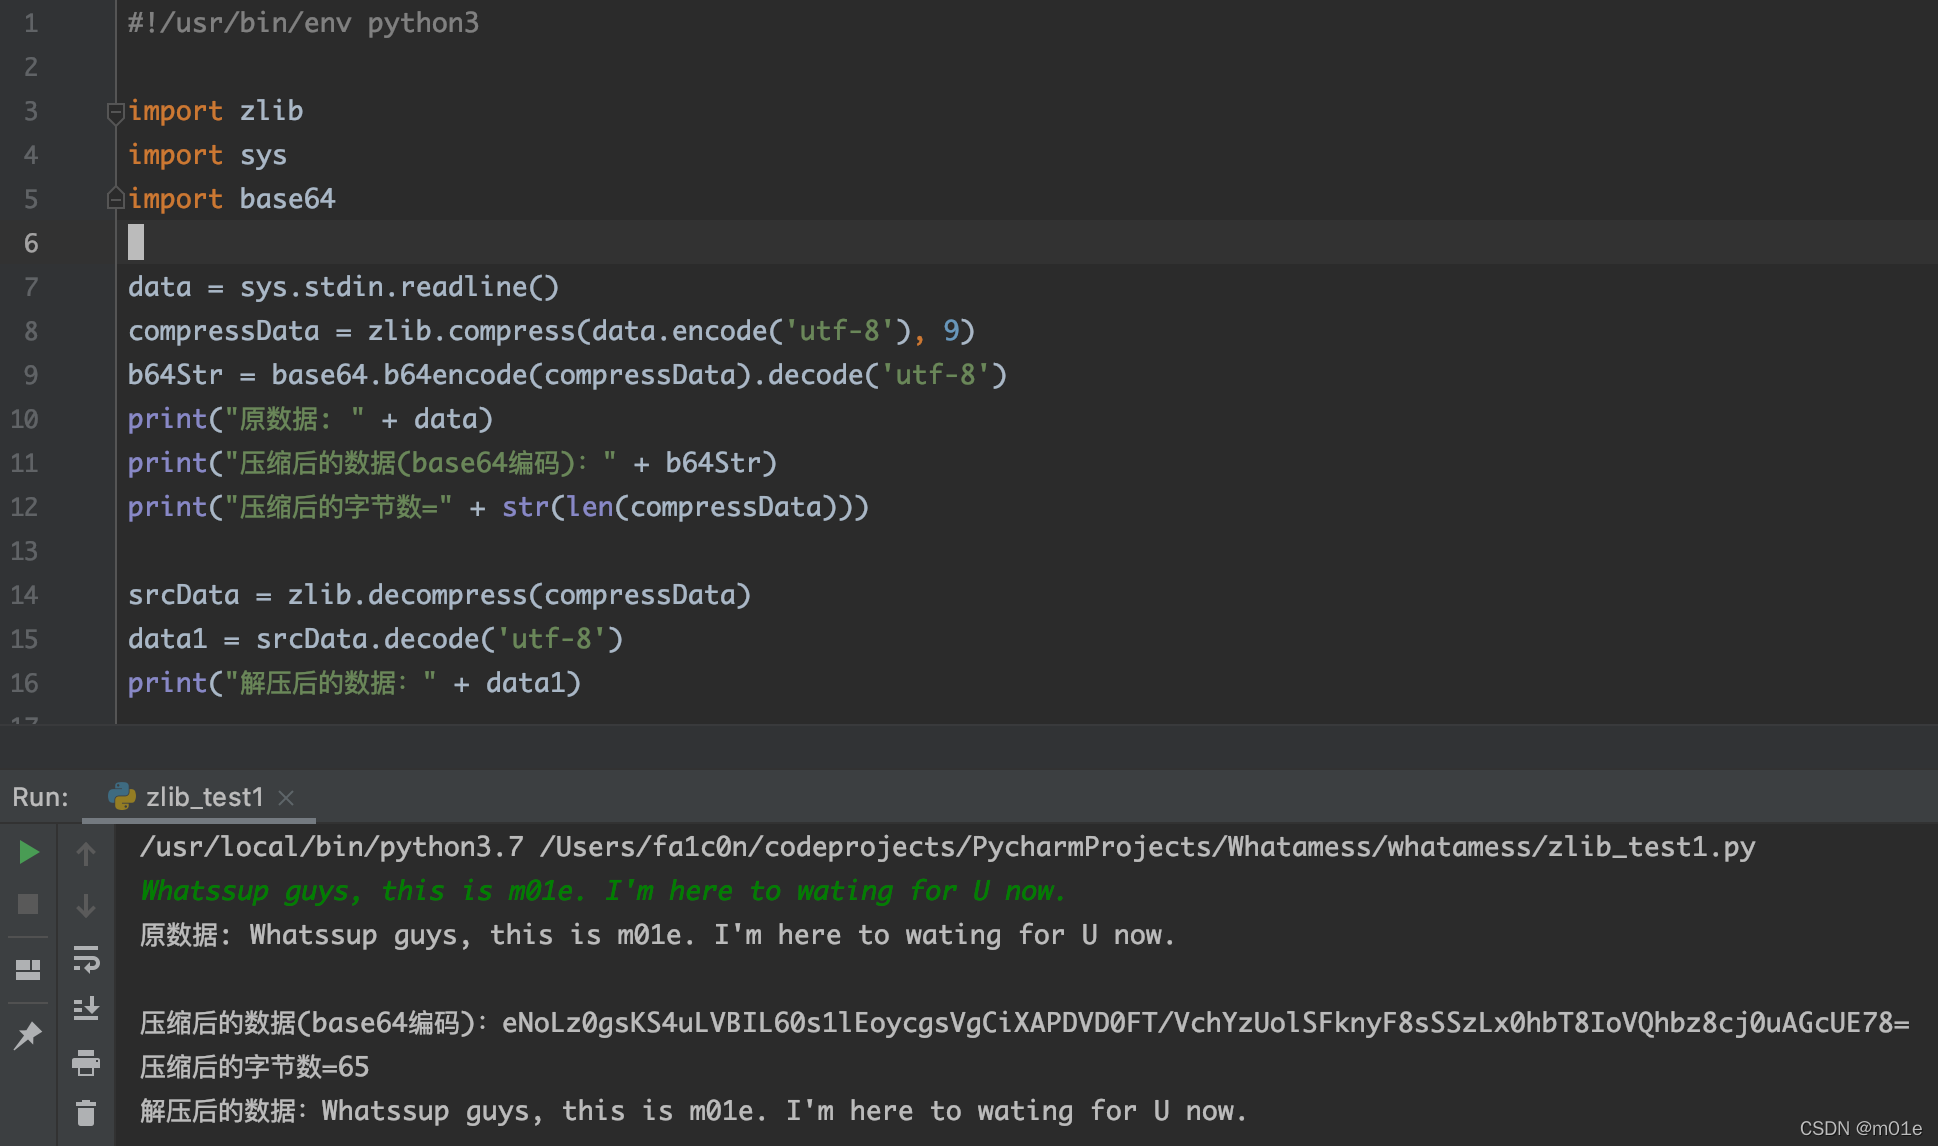 1 #!/usr/bin/env python3
2
3 import zlib
4 import sys
5 import base64
6
7 data = sys.stdin.readline()
8 compressData = zlib.compress(data.encode('utf-8'), 9)
9 b64Str = base64.b64encode(compressData).decode('utf-8')
10 print("原数据: " + data)
11 print("压缩后的数据(base64编码): " + b64Str)
12 print("压缩后的字节数=" + str(len(compressData)))
13
14 srcData = zlib.decompress(compressData)
15 data1 = srcData.decode('utf-8')
16 print("解压后的数据: " + data1)
17
Run: zlib_test1
/usr/local/bin/python3.7 /Users/fa1c0n/codeprojects/PycharmProjects/Whatamess/whatamess/zlib_test1.py
Whatssup guys, this is m01e. I'm here to wating for U now.
原数据: Whatssup guys, this is m01e. I'm here to wating for U now.
压缩后的数据(base64编码): eNoLz0gsKS4uLVBIL60s1lEoycgsVgCiXAPDVD0FT/VchYzUolSFknyF8sSSzLx0hbT8IoVQhbz8cj0uAGcUE78=
压缩后的字节数=65
解压后的数据: Whatssup guys, this is m01e. I'm here to wating for U now.
CSDN @m01e